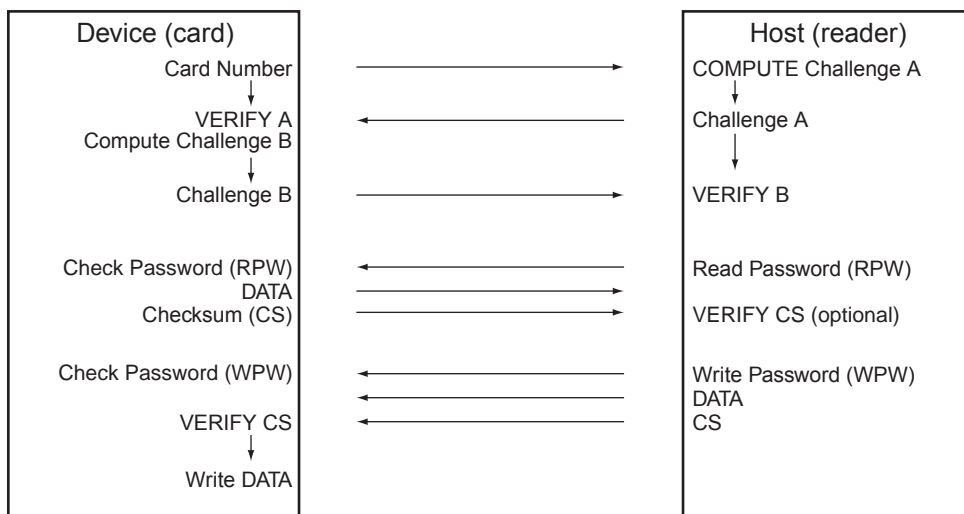 Device (card)
Host (reader)
Card Number
COMPUTE Challenge A
VERIFY A
Challenge A
Compute Challenge B
Challenge B
VERIFY B
Check Password (RPW)
Read Password (RPW)
DATA
Checksum (CS)
VERIFY CS (optional)
Check Password (WPW)
Write Password (WPW)
DATA
VERIFY CS
CS
Write DATA